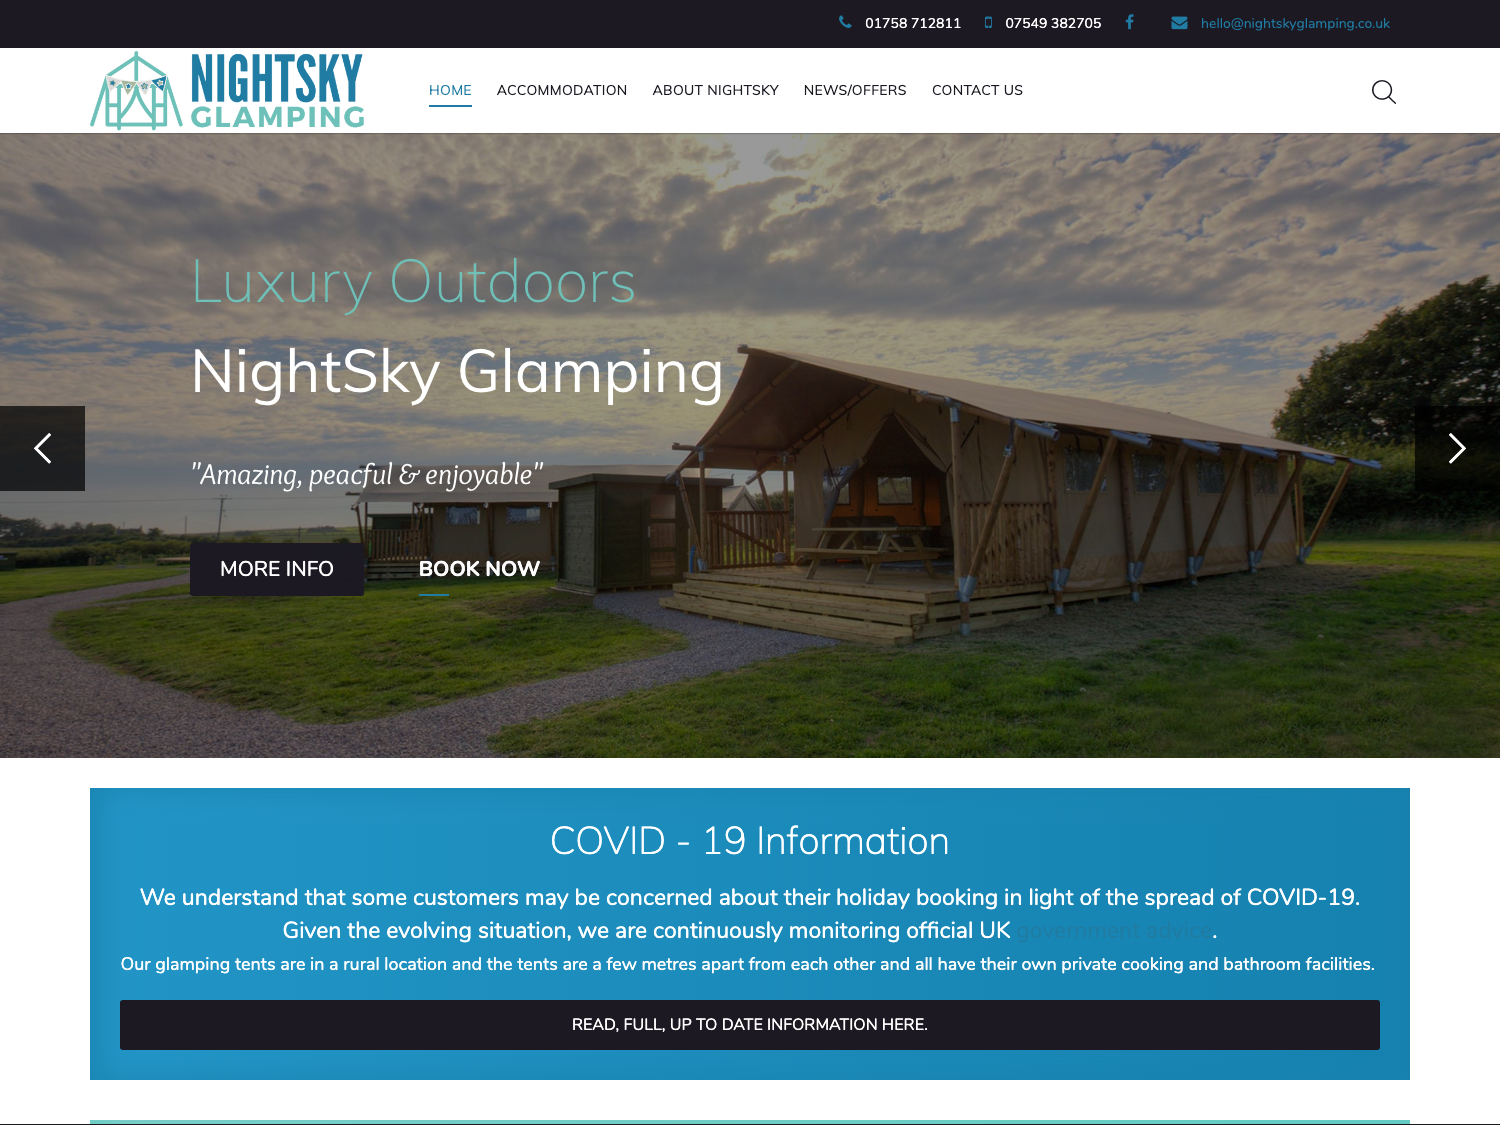 01758 712811 07549 382705 hello@nightskyglamping.co.uk
NIGHTSKY
GLAMPING
HOME ACCOMMODATION ABOUT NIGHTSKY NEWS/OFFERS CONTACT US
Luxury Outdoors
NightSky Glamping
"Amazing, peacful & enjoyable"
MORE INFO BOOK NOW
COVID - 19 Information
We understand that some customers may be concerned about their holiday booking in light of the spread of COVID-19.
Given the evolving situation, we are continuously monitoring official UK government advice.
Our glamping tents are in a rural location and the tents are a few metres apart from each other and all have their own private cooking and bathroom facilities.
READ, FULL, UP TO DATE INFORMATION HERE.